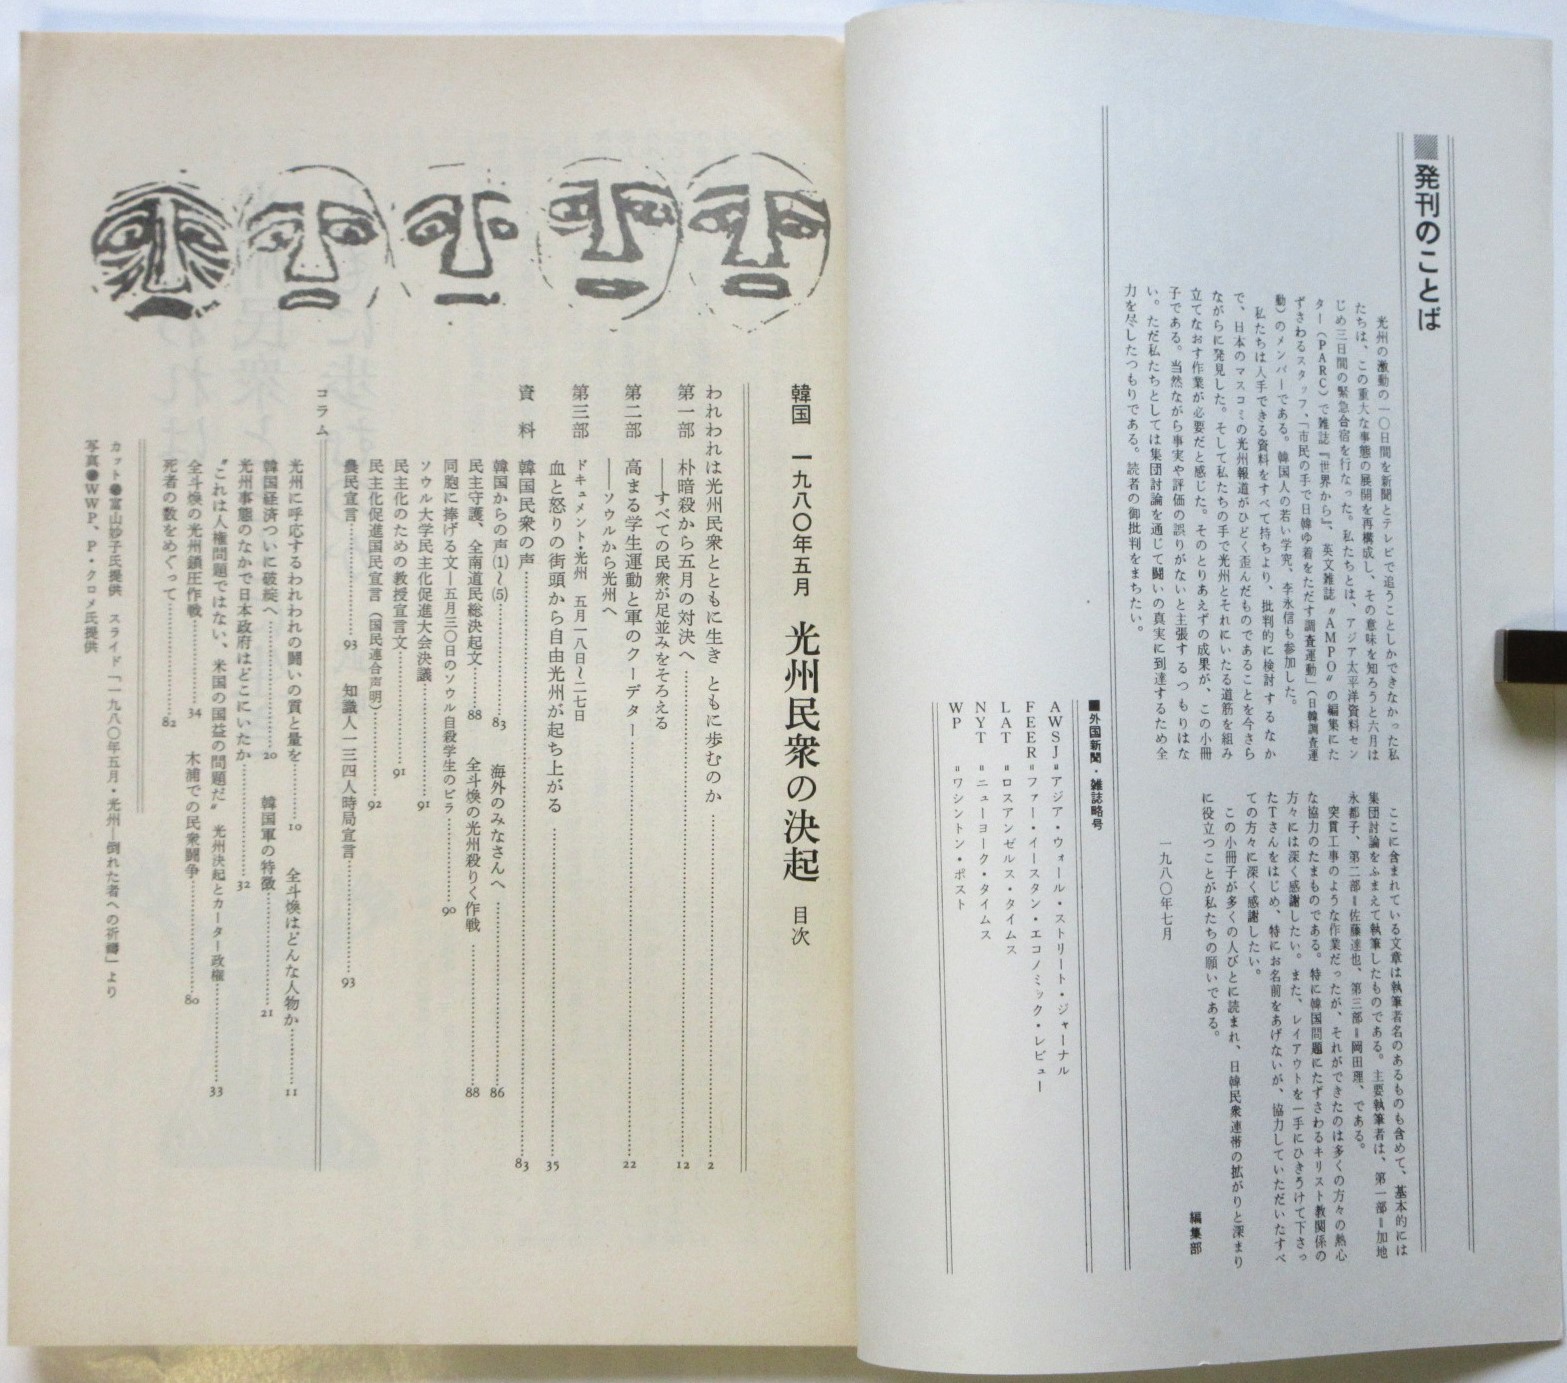 ■発刊のことば
光州の激動の一〇日間を新聞とテレビで追うことしかできなかった私
たちは、この重大な事態の展開を再構成し、その意味を知ろうと六月は
じめ三日間の緊急合宿を行なった。私たちとは、アジア太平洋資料セン
ター（PARC）で雑誌『世界から』、英文雑誌〝AMPO〟の編集にた
ずさわるスタッフ、「市民の手で日韓ゆ着をただす調査運動」（日韓調査運
動）のメンバーである。韓国人の若い学究、李氷信も参加した。
私たちは入手できる資料をすべて持ちより、批判的に検討するなか
で、日本のマスコミの光州報道がひどく歪んだものであることを今さら
ながらに発見した。そして私たちの手で光州とそれにいたる道筋を組み
立てなおす作業が必要だと感じた。そのとりあえずの成果が、この小冊
子である。当然ながら事実や評価の誤りがないと主張するつもりはな
い。ただ私たちとしては集団討論を通じて闘いの真実に到達するため全
力を尽したつもりである。読者の御批判をまちたい。
ここに含まれている文章は執筆者名のあるものも含めて、基本的には
集団討論をふまえて執筆したものである。主要執筆者は、第一部＝加地
永都子、第二部＝佐藤達也、第三部＝岡田理、である。
突貫工事のような作業だったが、それができたのは多くの方々の熱心
な協力のたまものである。特に韓国問題にたずさわるキリスト教関係の
方々には深く感謝したい。また、レイアウトを一手にひきうけて下さっ
たTさんをはじめ、特にお名前をあげないが、協力していただいたすべ
ての方々に深く感謝したい。
この小冊子が多くの人びとに読まれ、日韓民衆連帯の拡がりと深まり
に役立つことが私たちの願いである。
一九八〇年七月
編集部
■外国新聞・雑誌略号
AWSJ＝アジア・ウォール・ストリート・ジャーナル
FEER＝ファー・イースタン・エコノミック・レビュー
LAT＝ロスアンゼルス・タイムス
NYT＝ニューヨーク・タイムス
WP＝ワシントン・ポスト
韓国 一九八〇年五月 光州民衆の決起 目次
われわれは光州民衆とともに生き ともに歩むのか……2
第一部 朴暗殺から五月の対決へ……12
――すべての民衆が足並みをそろえる
第二部 高まる学生運動と軍のクーデター……22
――ソウルから光州へ
第三部 ドキュメント・光州 五月一八日～二七日
血と怒りの街頭から自由光州が起ち上がる……35
資料 韓国民衆の声……83
韓国からの声(1)～(5)……83 海外のみなさんへ……86
民主守護、全南道民総決起文……88 全斗煥の光州殺りく作戦……88
同胞に捧げる文―五月三〇日のソウル自殺学生のビラ……90
ソウル大学民主化促進大会決議……91
民主化のための教授宣言文……91
民主化促進国民宣言（国民連合声明）……92
農民宣言……93 知識人一三四人時局宣言……93
コラム
光州に呼応するわれわれの闘いの質と量を……10 全斗煥はどんな人物か……11
韓国経済ついに破綻へ……20 韓国軍の特徴……21
光州事態のなかで日本政府はどこにいたか……32
〝これは人権問題ではない、米国の国益の問題だ〟 光州決起とカーター政権……33
全斗煥の光州鎮圧作戦……34 木浦での民衆闘争……80
死者の数をめぐって……82
カット●富山妙子氏提供 スライド「一九八〇年五月・光州―倒れた者への祈禱」より
写真●WWP、P・クロメ氏提供